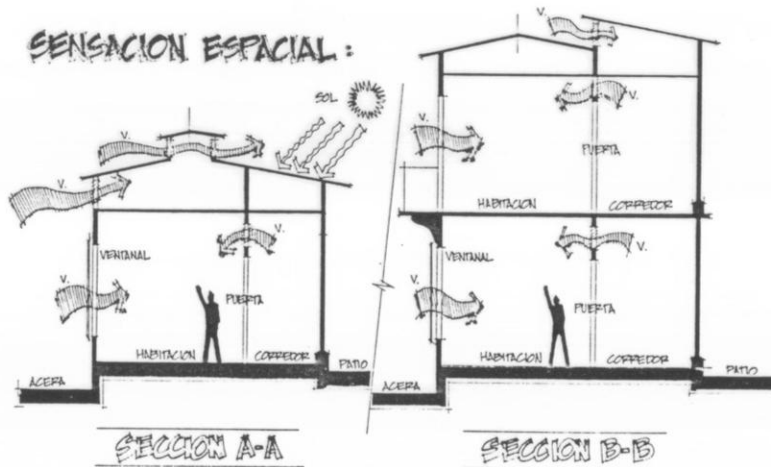 SENSACION ESPACIAL:
SOL
V.
V.
V.
VENTANAL
V.
PUERTA
HABITACION
CORREDOR
PATIO
ACERA
SECCION A-A
V.
V.
V.
PUERTA
HABITACION
CORREDOR
V.
VENTANAL
V.
PUERTA
HABITACION
CORREDOR
PATIO
ACERA
SECCION B-B